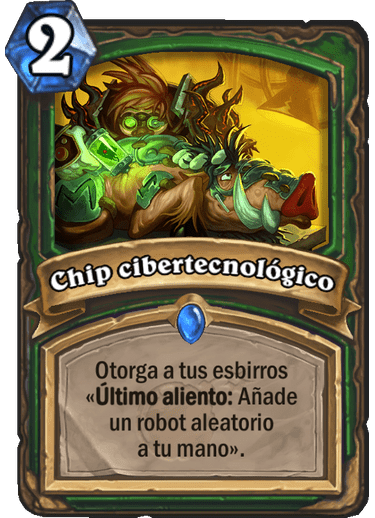 2
Chip cibertecnológico
Otorga a tus esbirros
«Último aliento: Añade
un robot aleatorio
a tu mano».